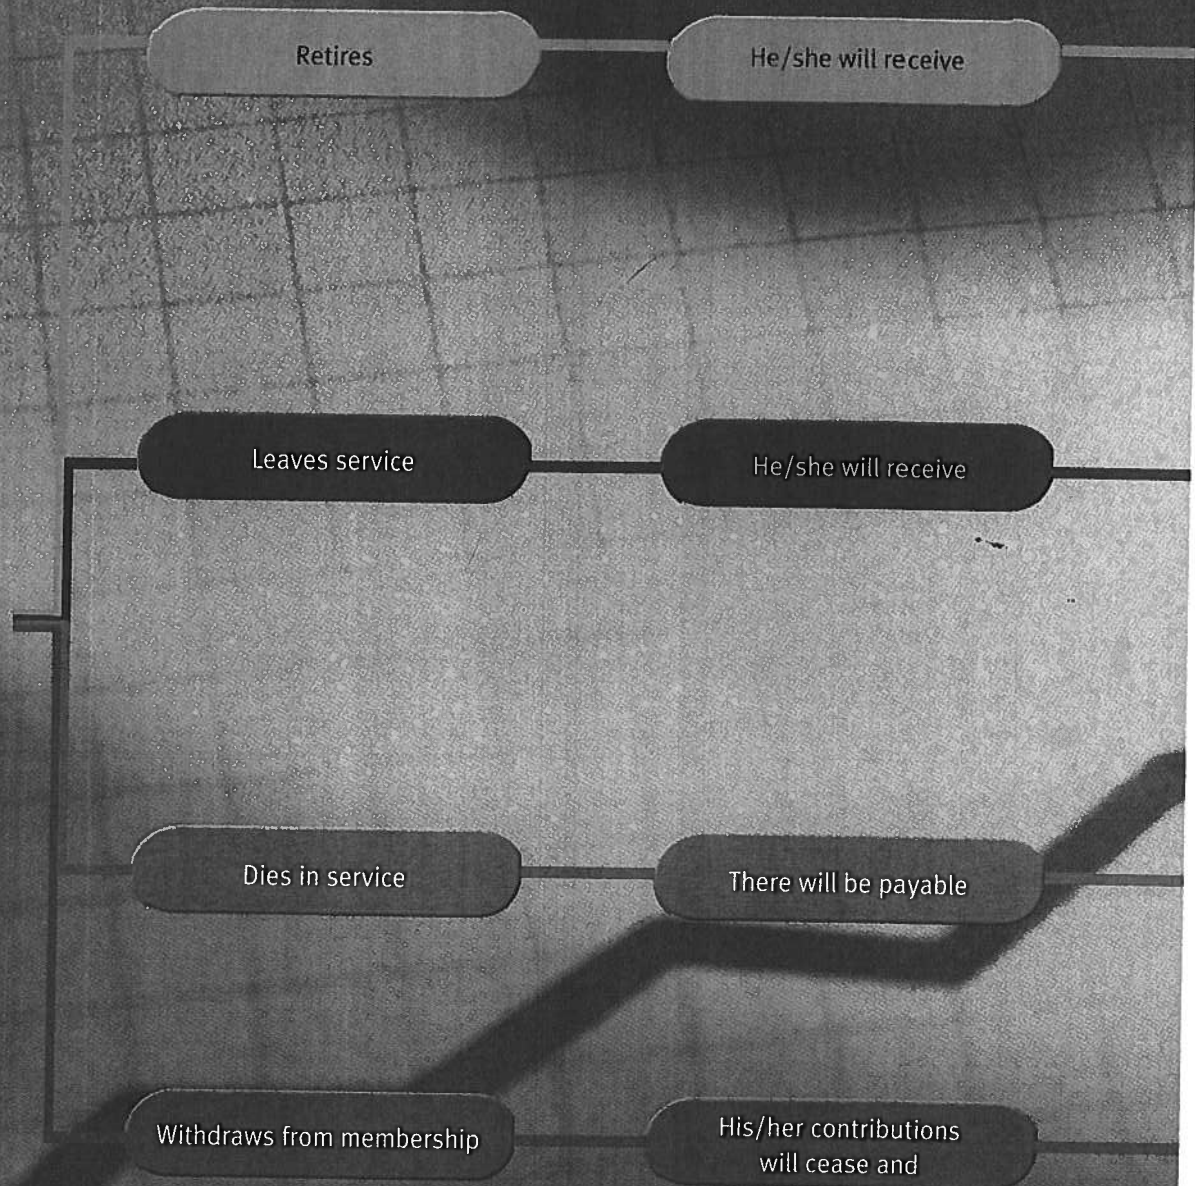 Retires
He/she will receive
Leaves service
He/she will receive
Dies in service
There will be payable
Withdraws from membership
His/her contributions
will cease and